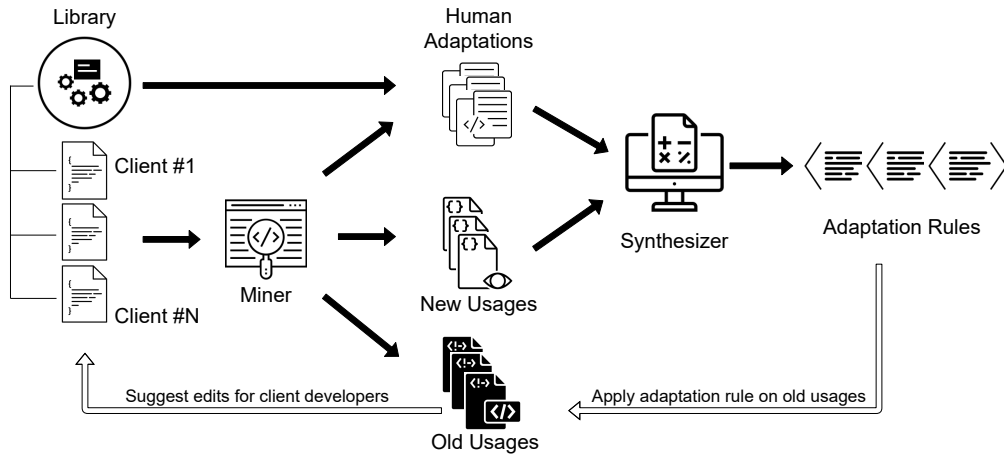 Library
Human
Adaptations
Client #1
Client #N
Miner
New Usages
Synthesizer
Adaptation Rules
Suggest edits for client developers
Apply adaptation rule on old usages
Old Usages